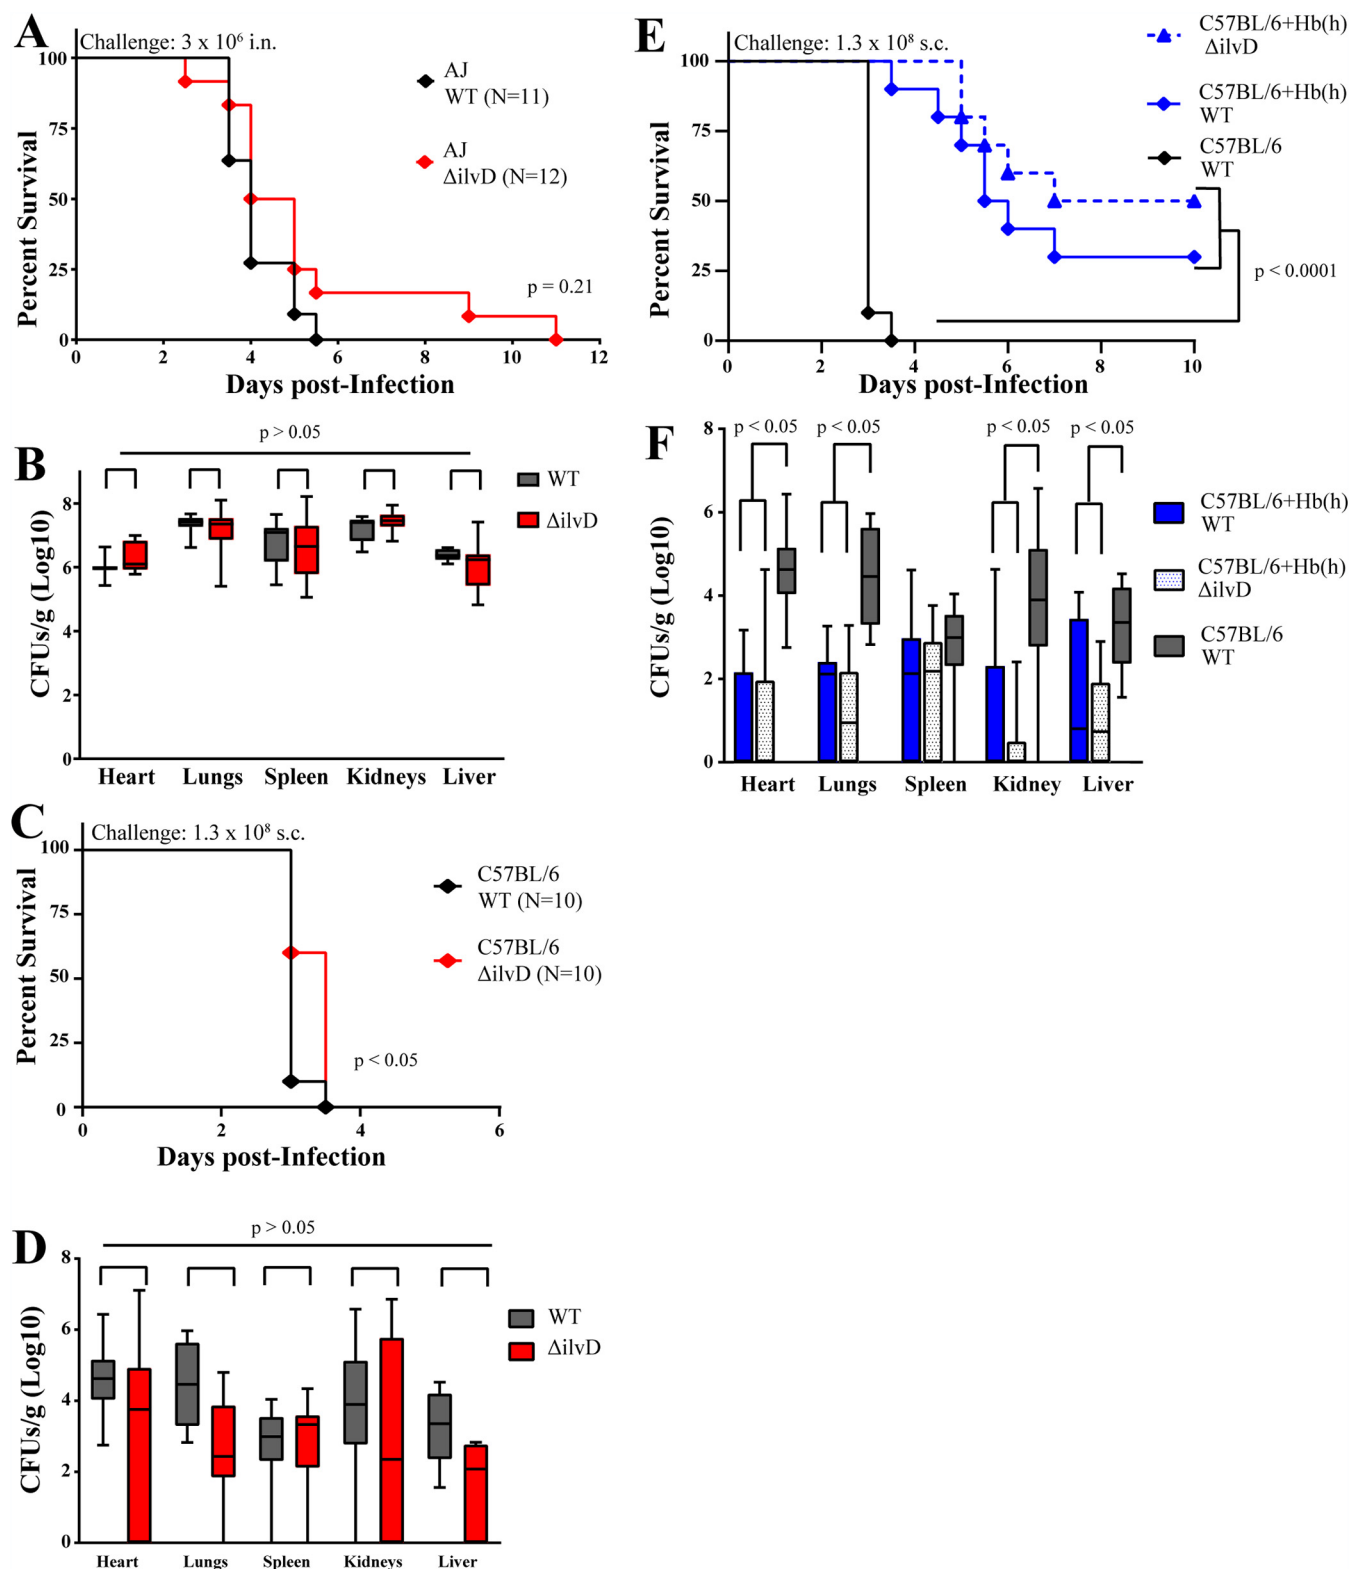 A
Challenge: 3 x 10⁶ i.n.
100
75
50
25
0
Percent Survival
AJ
WT (N=11)
AJ
ΔilvD (N=12)
p = 0.21
0 2 4 6 8 10 12
Days post-Infection
B
p > 0.05
8
6
4
2
0
CFUs/g (Log10)
WT
ΔilvD
Heart Lungs Spleen Kidneys Liver
C
Challenge: 1.3 x 10⁸ s.c.
100
75
50
25
0
Percent Survival
C57BL/6
WT (N=10)
C57BL/6
ΔilvD (N=10)
p < 0.05
0 2 4 6
Days post-Infection
D
p > 0.05
8
6
4
2
0
CFUs/g (Log10)
WT
ΔilvD
Heart Lungs Spleen Kidneys Liver
E
Challenge: 1.3 x 10⁸ s.c.
100
75
50
25
0
Percent Survival
C57BL/6+Hb(h)
ΔilvD
C57BL/6+Hb(h)
WT
C57BL/6
WT
p < 0.0001
0 2 4 6 8 10
Days post-Infection
F
p < 0.05 p < 0.05 p < 0.05 p < 0.05
8
6
4
2
0
CFUs/g (Log10)
C57BL/6+Hb(h)
WT
C57BL/6+Hb(h)
ΔilvD
C57BL/6
WT
Heart Lungs Spleen Kidney Liver